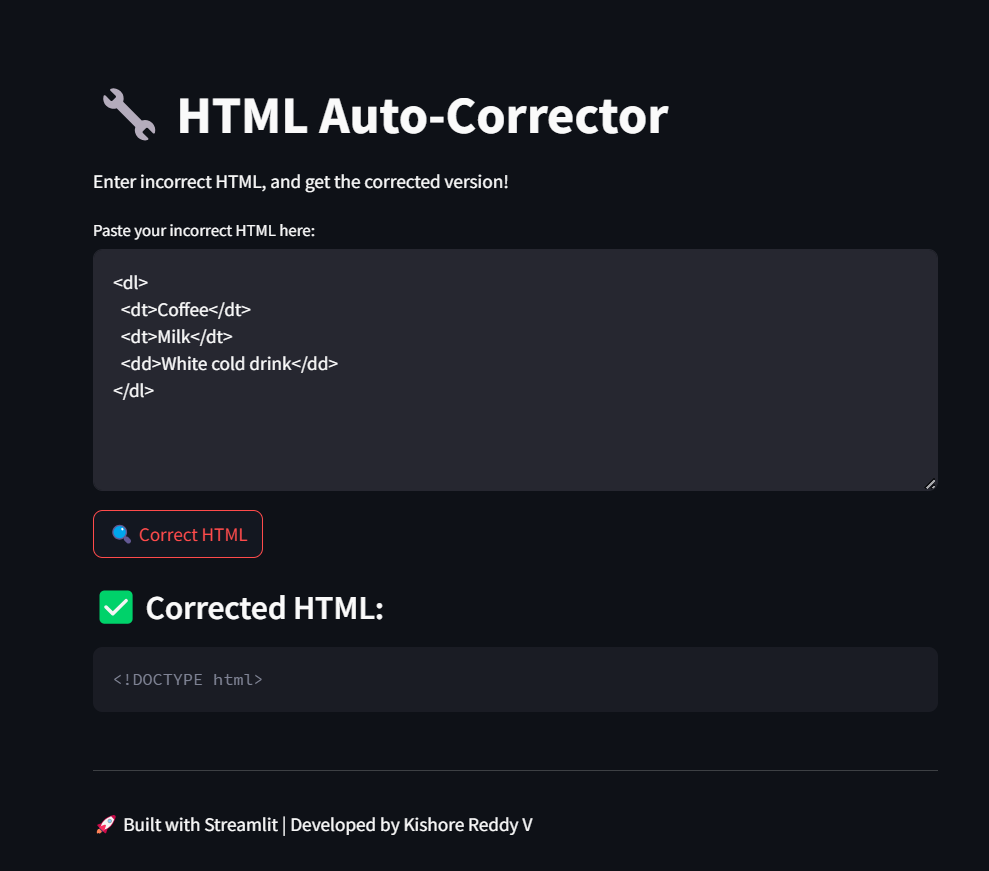 HTML Auto-Corrector
Enter incorrect HTML, and get the corrected version!
Paste your incorrect HTML here:
<dl>
  <dt>Coffee</dt>
  <dt>Milk</dt>
  <dd>White cold drink</dd>
</dl>
Correct HTML
Corrected HTML:
<!DOCTYPE html>
Built with Streamlit | Developed by Kishore Reddy V